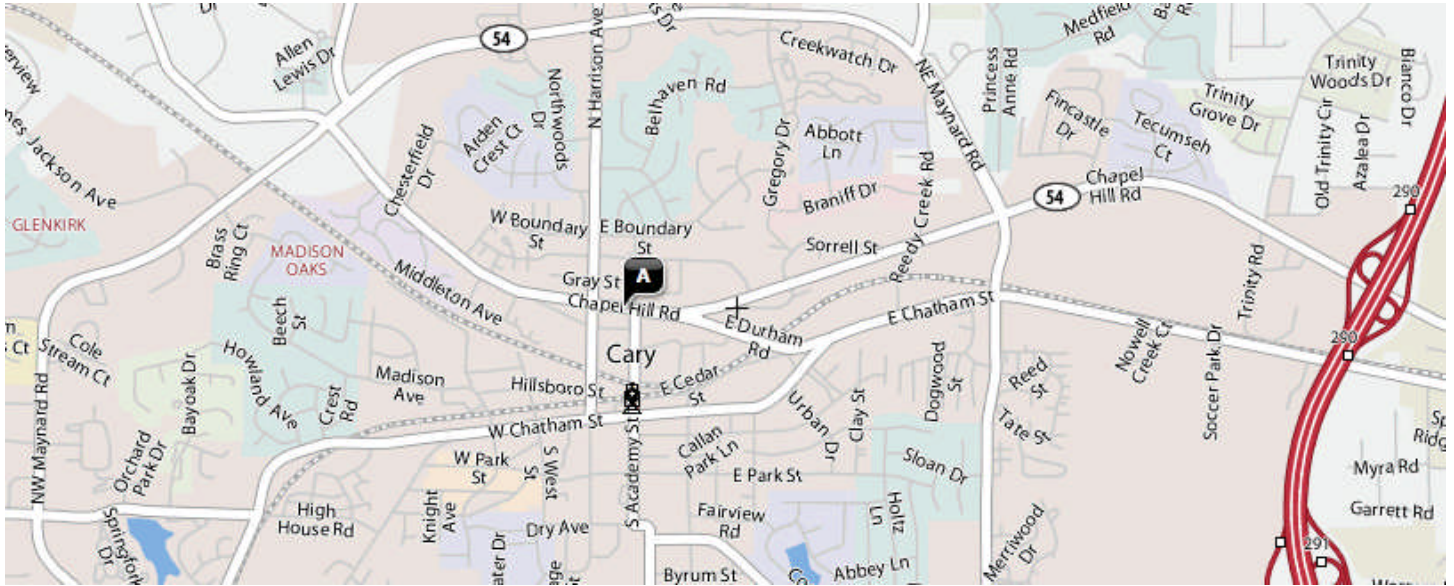 54
Allen
Lewis Dr
Creekwatch Dr
Medfield
Rd
N Harrison Ave
Northwoods
Dr
Belhaven Rd
NE Maynard Rd
Princess
Anne Rd
Trinity
Woods Dr
Bianco Dr
Trinity
Grove Dr
Fincastle
Dr
Tecumseh
Ct
Old Trinity Cir
Azalea Dr
Arden
Crest Ct
Abbott
Ln
Gregory Dr
Chesterfield
Dr
Jackson Ave
Braniff Dr
Reedy Creek Rd
54
Chapel
Hill Rd
290
GLENKIRK
Brass
Ring Ct
MADISON
OAKS
W Boundary
St
E Boundary
St
Sorrell St
Trinity Rd
Middleton Ave
Gray St
A
Chapel Hill Rd
E Durham
Rd
E Chatham St
Beech
St
Cary
Nowell
Creek Ct
Soccer Park Dr
290
Cole
Stream Ct
Howland Ave
Bayoak Dr
Crest
Rd
Madison
Ave
Hillsboro St
E Cedar
St
Dogwood
St
Reed
St
NW Maynard Rd
W Chatham St
S Academy St
Urban Dr
Clay St
Tate St
Orchard
Park Dr
W Park
St
S West
St
Callan
Park Ln
E Park St
Sloan Dr
Myra Rd
Garrett Rd
High
House Rd
Knight
Ave
Dry Ave
Fairview
Rd
Holtz
Ln
Merriwood
Dr
Springfork
Dr
Byrum St
Abbey Ln
291